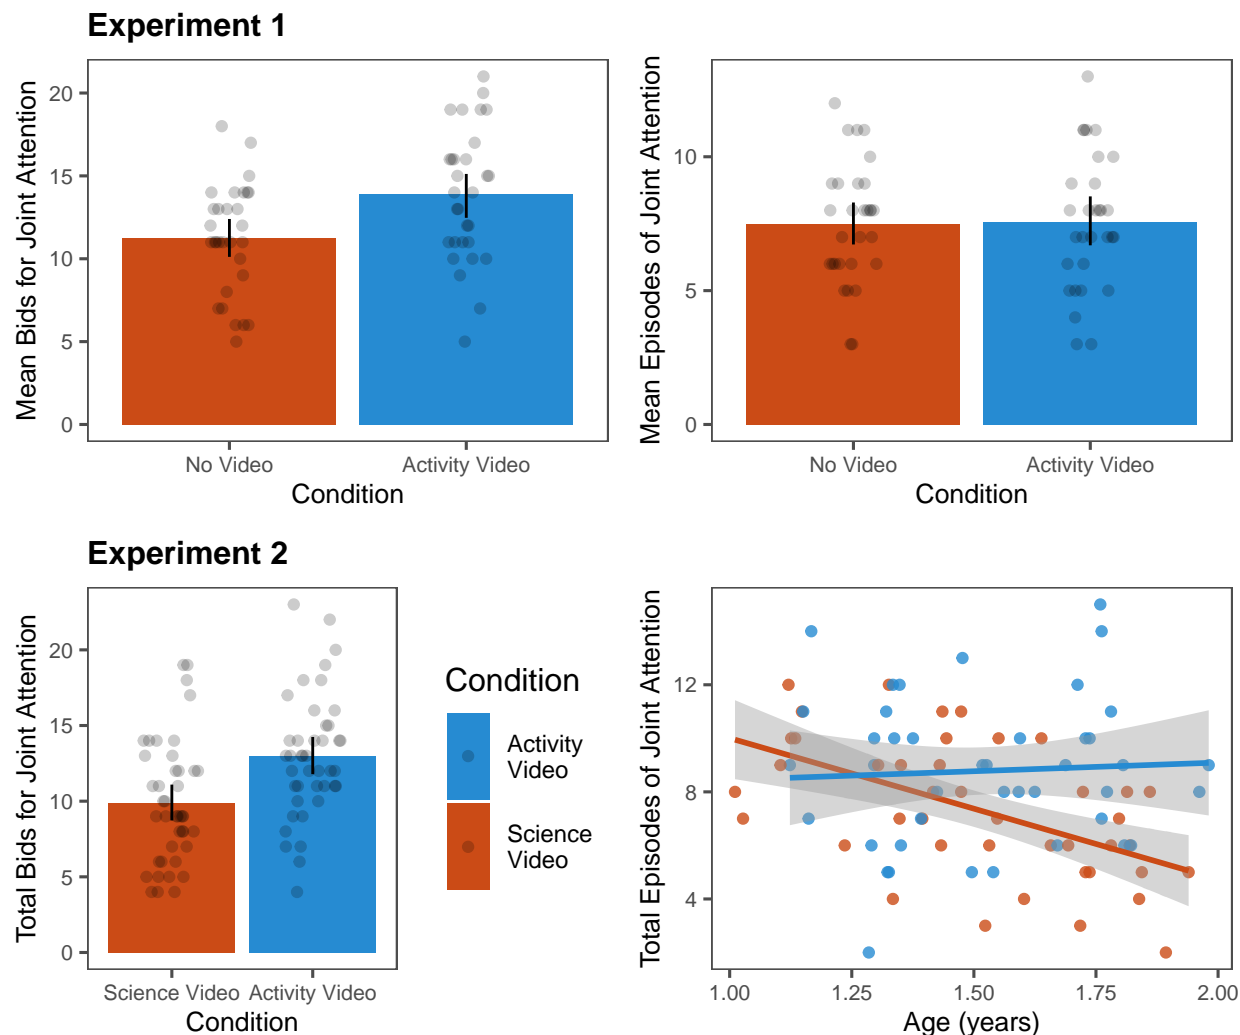 Experiment 1
Mean Bids for Joint Attention
20
15
10
5
0
No Video
Activity Video
Condition
Mean Episodes of Joint Attention
10
5
0
No Video
Activity Video
Condition
Experiment 2
Total Bids for Joint Attention
20
15
10
5
0
Science Video
Activity Video
Condition
Condition
Activity
Video
Science
Video
Total Episodes of Joint Attention
12
8
4
1.00
1.25
1.50
1.75
2.00
Age (years)